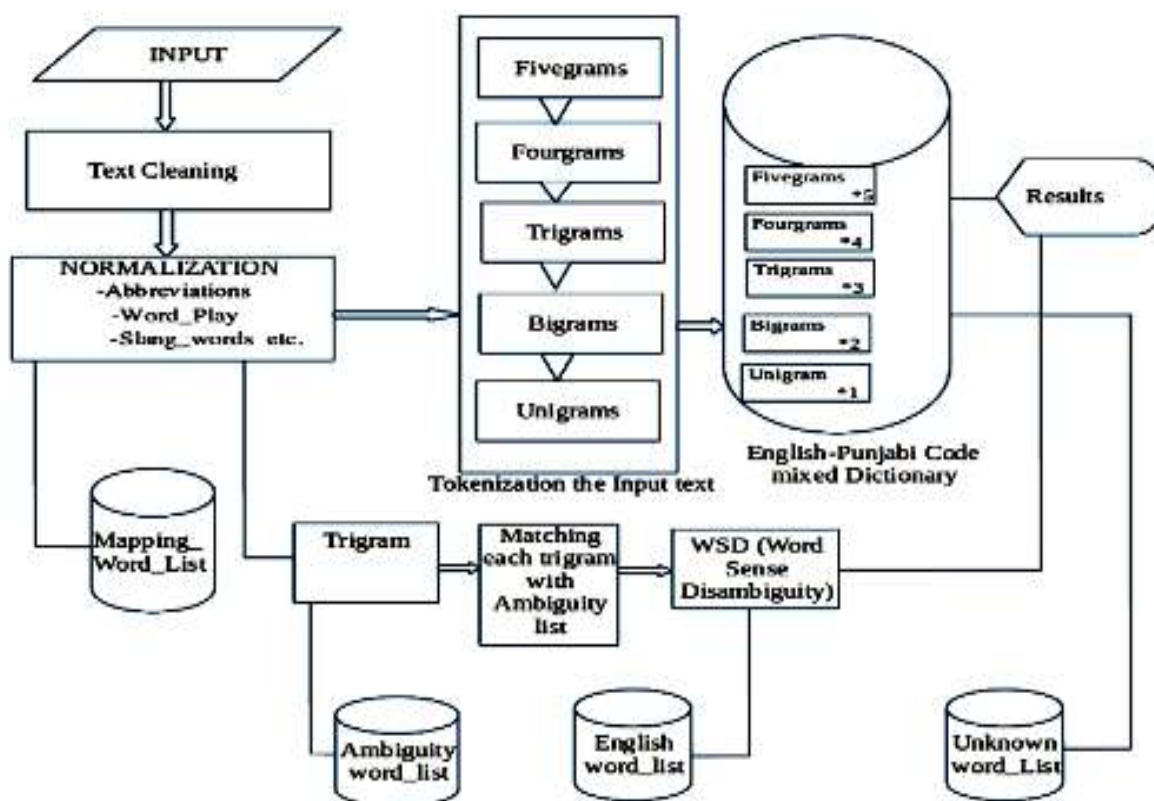 INPUT
Text Cleaning
NORMALIZATION
-Abbreviations
-Word_Play
-Slang_words etc.
Mapping_
Word_List
Fivegrams
Fourgrams
Trigrams
Bigrams
Unigrams
Tokenization the Input text
Fivegrams
*5
Fourgrams
*4
Trigrams
*3
Bigrams
*2
Unigram
*1
English-Punjabi Code
mixed Dictionary
Results
Trigram
Matching
each trigram
with
Ambiguity
list
WSD (Word
Sense
Disambiguity)
Ambiguity
word_list
English
word_list
Unknown
word_List